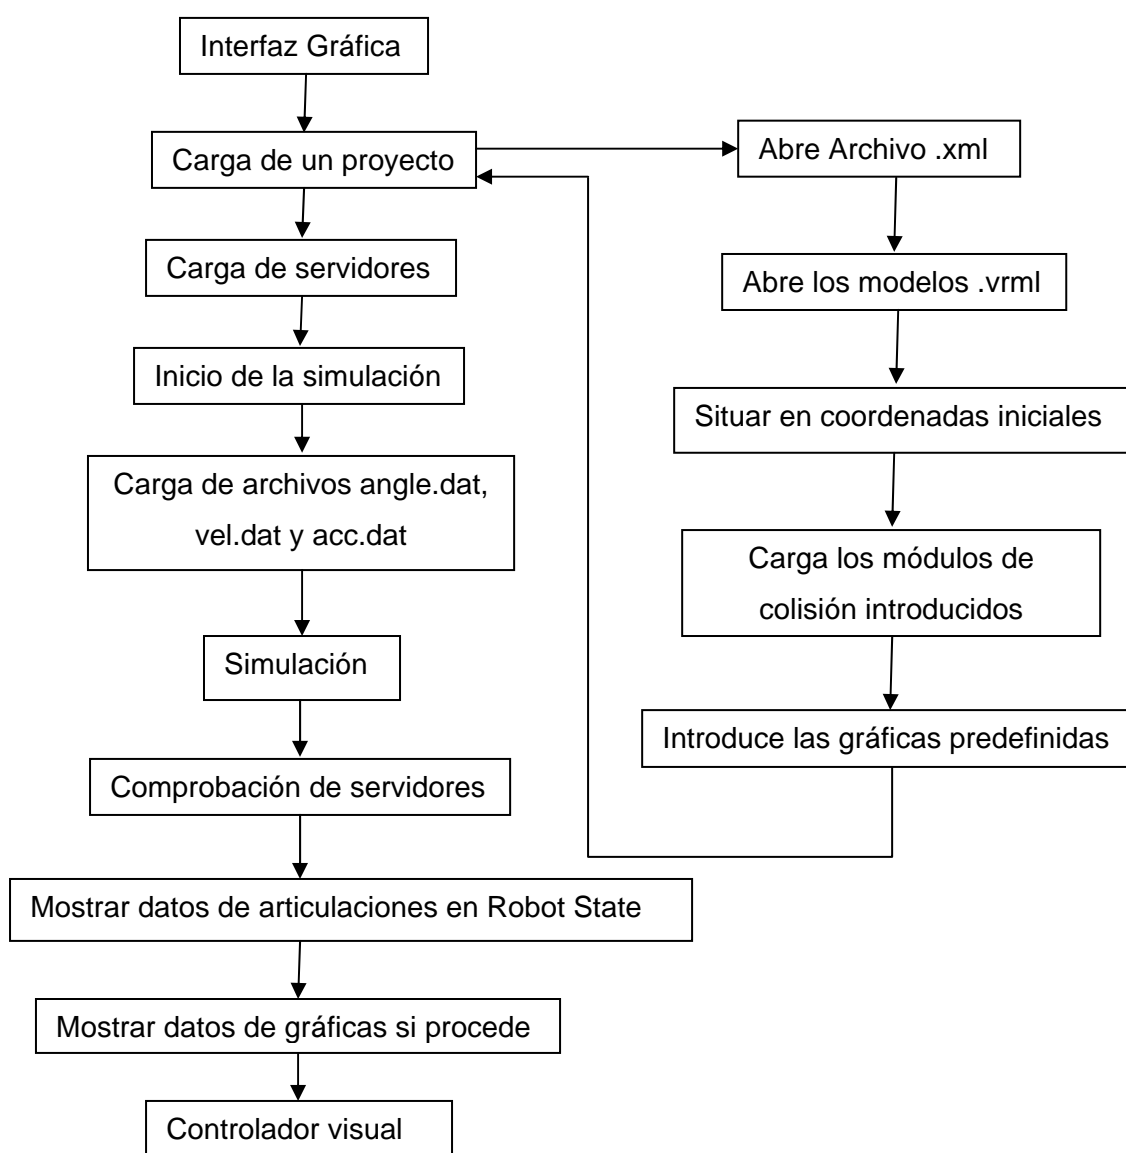 Interfaz Gráfica
Carga de un proyecto
Abre Archivo .xml
Carga de servidores
Abre los modelos .vrml
Inicio de la simulación
Situar en coordenadas iniciales
Carga de archivos angle.dat,
vel.dat y acc.dat
Carga los módulos de
colisión introducidos
Simulación
Introduce las gráficas predefinidas
Comprobación de servidores
Mostrar datos de articulaciones en Robot State
Mostrar datos de gráficas si procede
Controlador visual